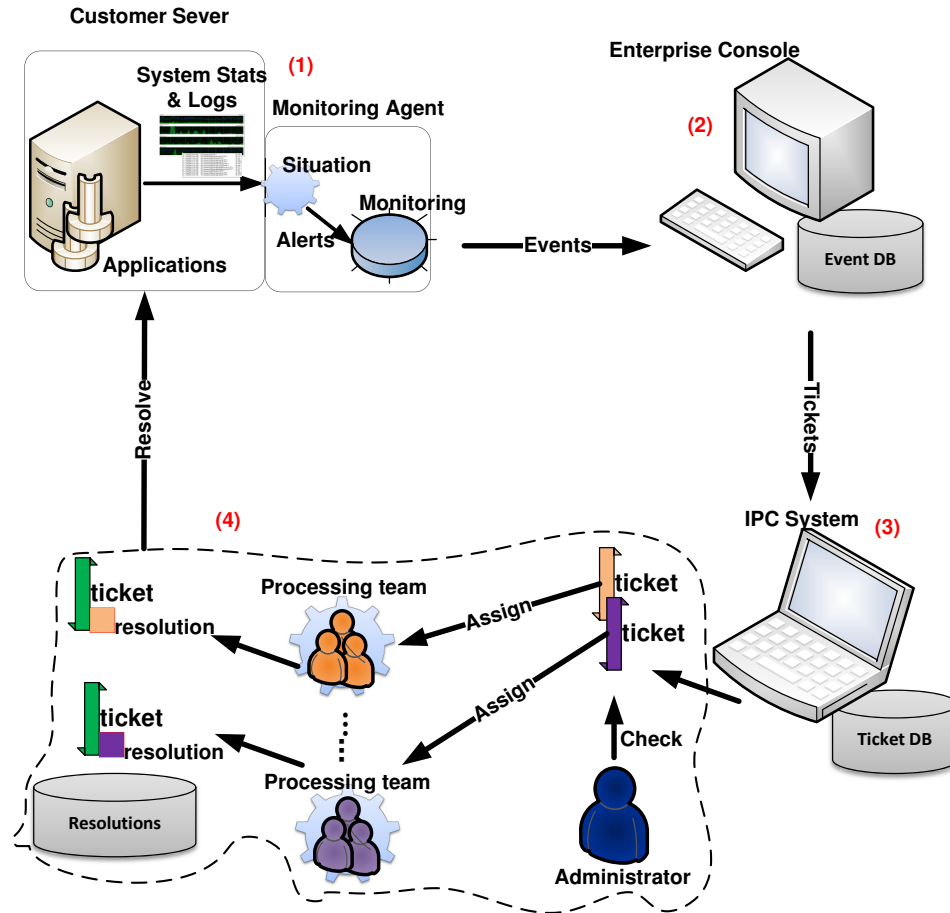 Customer Sever
System Stats
& Logs
(1)
Monitoring Agent
Situation
Monitoring
Alerts
Applications
Events
Enterprise Console
(2)
Event DB
Tickets
IPC System
(3)
Ticket DB
Resolve
(4)
ticket
resolution
Processing team
Assign
ticket
ticket
Assign
ticket
resolution
Processing team
Check
Resolutions
Administrator